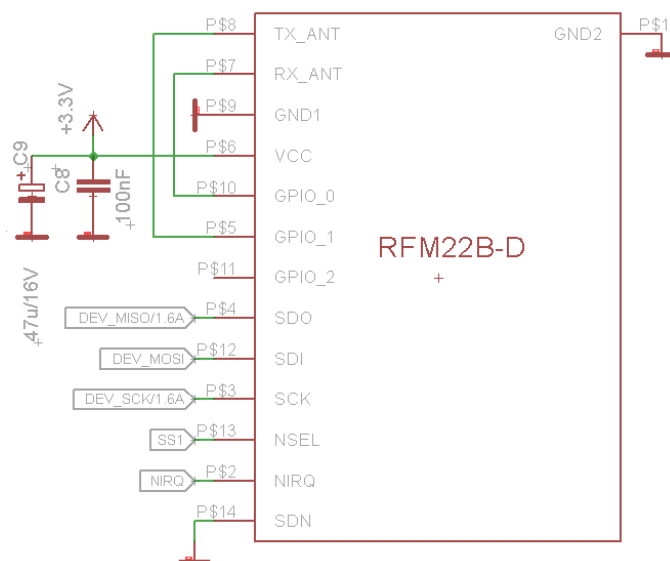 P$8 TX_ANT GND2 P$1
P$7 RX_ANT
P$9 GND1
+3.3V
P$6 VCC
C9
+
C8
100nF
P$10 GPIO_0
P$5 GPIO_1
RFM22B-D
P$11 GPIO_2
47u/16V
DEV_MISO/1.6A P$4 SDO
DEV_MOSI P$12 SDI
DEV_SCK/1.6A P$3 SCK
SS1 P$13 NSEL
NIRQ P$2 NIRQ
P$14 SDN